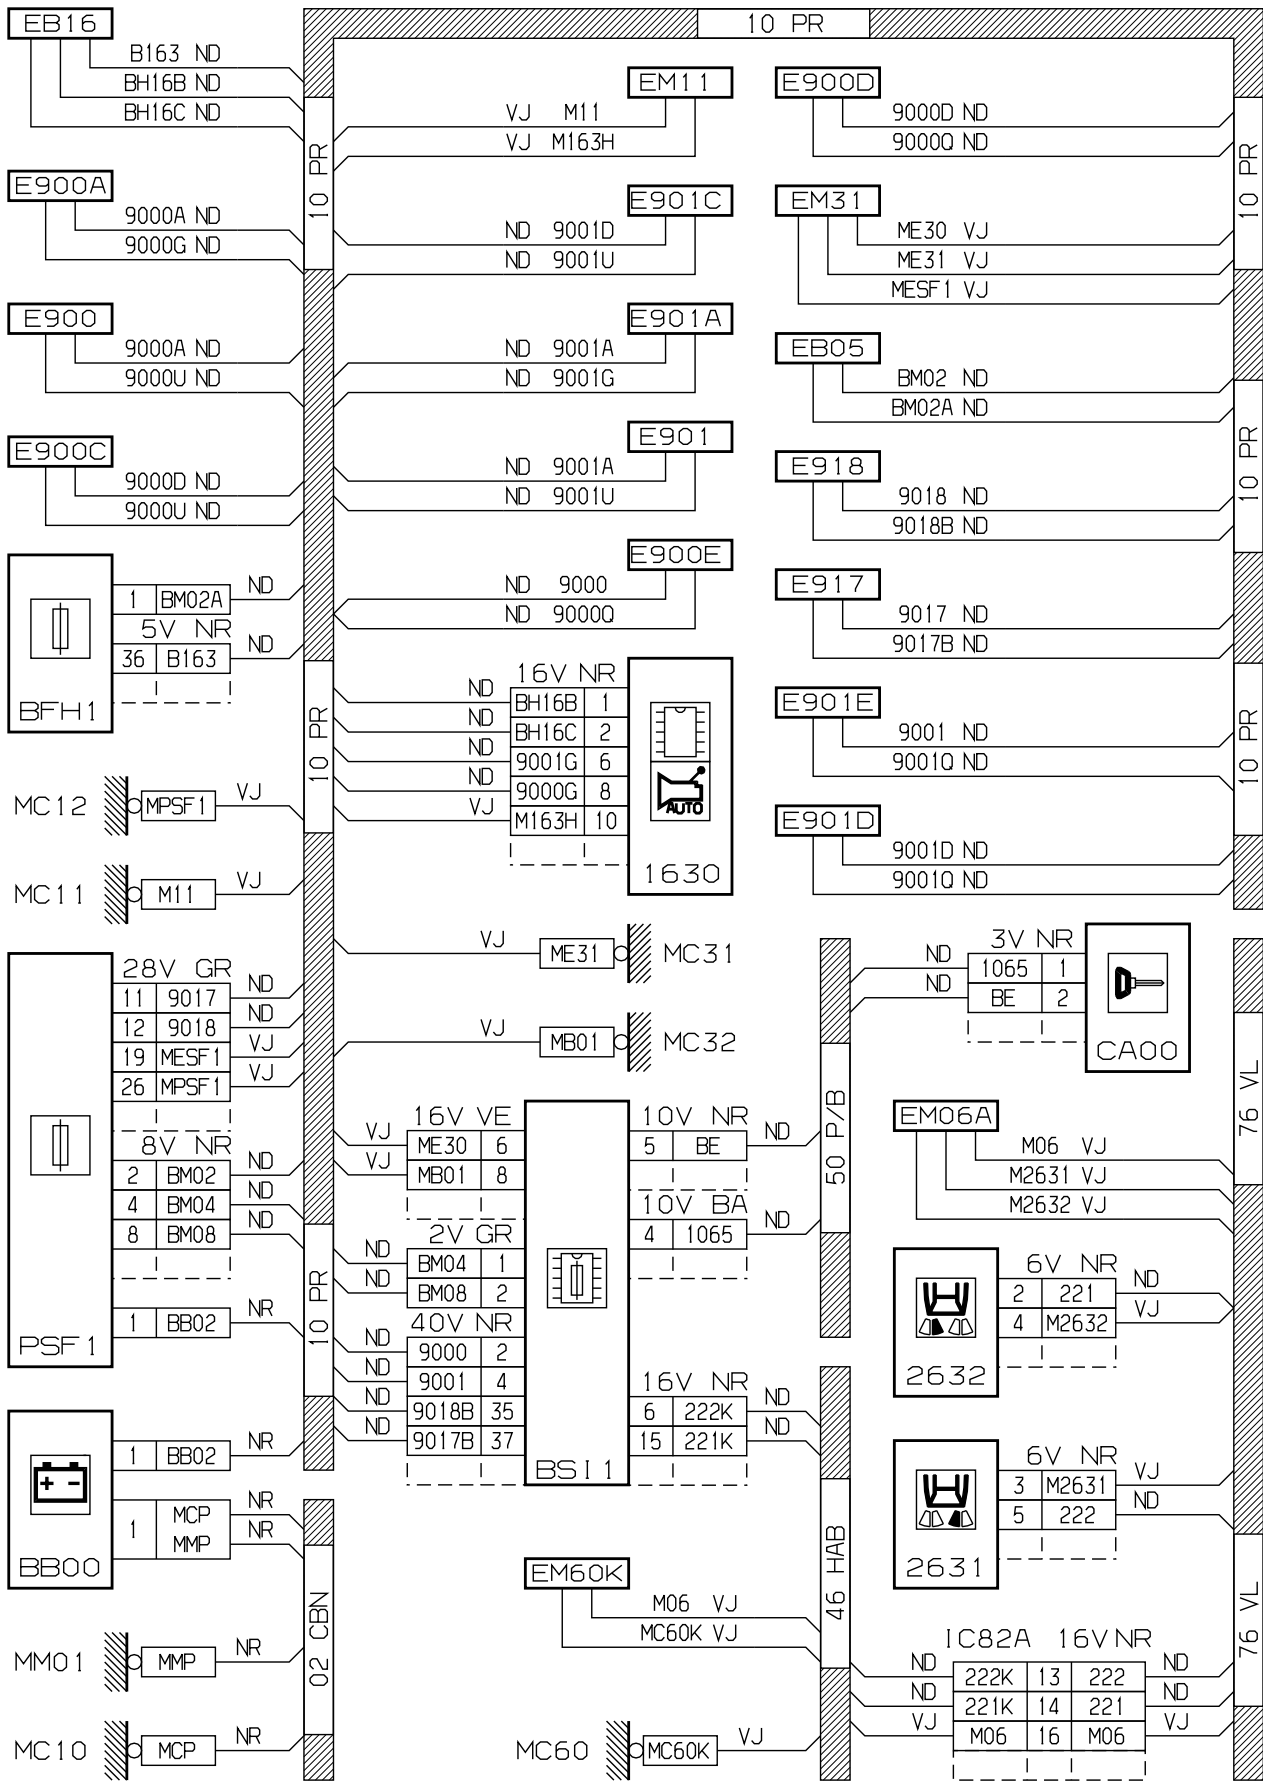 10 PR
EB16
B163 ND
BH16B ND
BH16C ND
10 PR
E900A
9000A ND
9000G ND
E900
9000A ND
9000U ND
E900C
9000D ND
9000U ND
1 BM02A ND
5V NR
36 B163 ND
BFH1
10 PR
MC12 MPSF1 VJ
MC11 M11 VJ
28V GR
11 9017 ND
12 9018 ND
19 MESF1 VJ
26 MPSF1 VJ
8V NR
2 BM02 ND
4 BM04 ND
8 BM08 ND
1 BB02 NR
PSF1
10 PR
1 BB02 NR
1 MCP NR
MMP NR
BB00
02 CBN
MM01 MMP NR
MC10 MCP NR
EM11
VJ M11
VJ M163H
E901C
ND 9001D
ND 9001U
E901A
ND 9001A
ND 9001G
E901
ND 9001A
ND 9001U
E900E
ND 9000
ND 9000Q
16V NR
ND BH16B 1
ND BH16C 2
ND 9001G 6
ND 9000G 8
VJ M163H 10
AUTO
1630
VJ ME31 MC31
VJ MB01 MC32
16V VE
VJ ME30 6
VJ MB01 8
2V GR
ND BM04 1
ND BM08 2
40V NR
ND 9000 2
ND 9001 4
ND 9018B 35
ND 9017B 37
+ -
BSI1
10V NR
5 BE ND
10V BA
4 1065 ND
16V NR
6 222K ND
15 221K ND
50 P/B
46 HAB
EM60K
M06 VJ
MC60K VJ
MC60 MC60K VJ
E900D
9000D ND
9000Q ND
10 PR
EM31
ME30 VJ
ME31 VJ
MESF1 VJ
EB05
BM02 ND
BM02A ND
10 PR
E918
9018 ND
9018B ND
E917
9017 ND
9017B ND
10 PR
E901E
9001 ND
9001Q ND
E901D
9001D ND
9001Q ND
3V NR
ND 1065 1
ND BE 2
CA00
76 VL
EM06A
M06 VJ
M2631 VJ
M2632 VJ
6V NR
2 221 ND
4 M2632 VJ
2632
6V NR
3 M2631 VJ
5 222 ND
2631
76 VL
IC82A 16V NR
ND 222K 13 222 ND
ND 221K 14 221 ND
VJ M06 16 M06 VJ